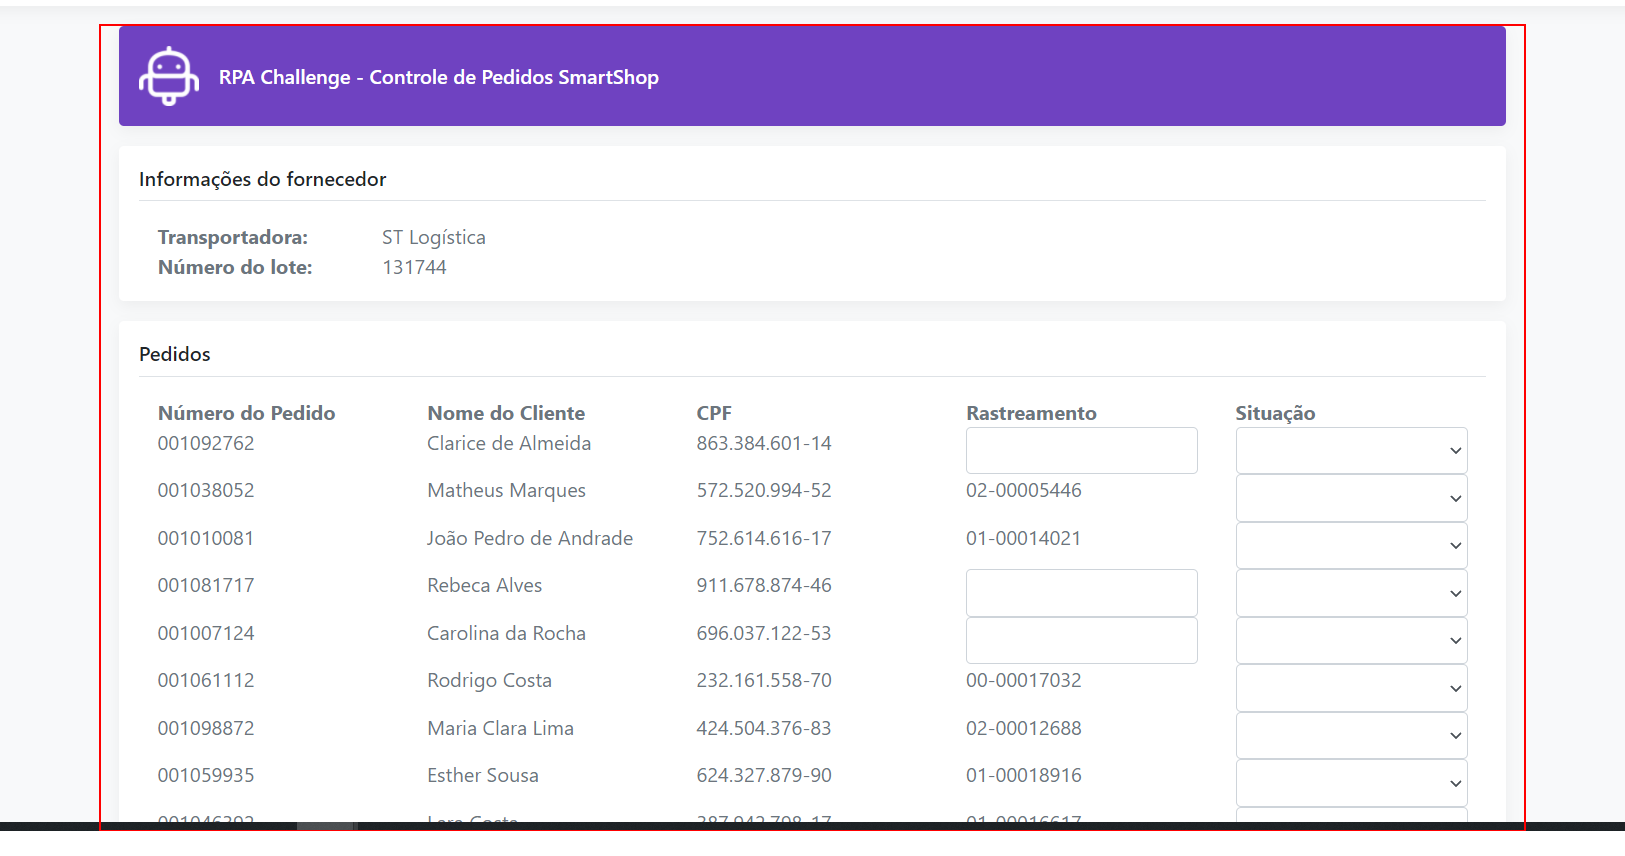 RPA Challenge - Controle de Pedidos SmartShop
Informações do fornecedor
Transportadora: ST Logística
Número do lote: 131744
Pedidos
Número do Pedido Nome do Cliente CPF Rastreamento Situação
001092762 Clarice de Almeida 863.384.601-14
001038052 Matheus Marques 572.520.994-52 02-00005446
001010081 João Pedro de Andrade 752.614.616-17 01-00014021
001081717 Rebeca Alves 911.678.874-46
001007124 Carolina da Rocha 696.037.122-53
001061112 Rodrigo Costa 232.161.558-70 00-00017032
001098872 Maria Clara Lima 424.504.376-83 02-00012688
001059935 Esther Sousa 624.327.879-90 01-00018916